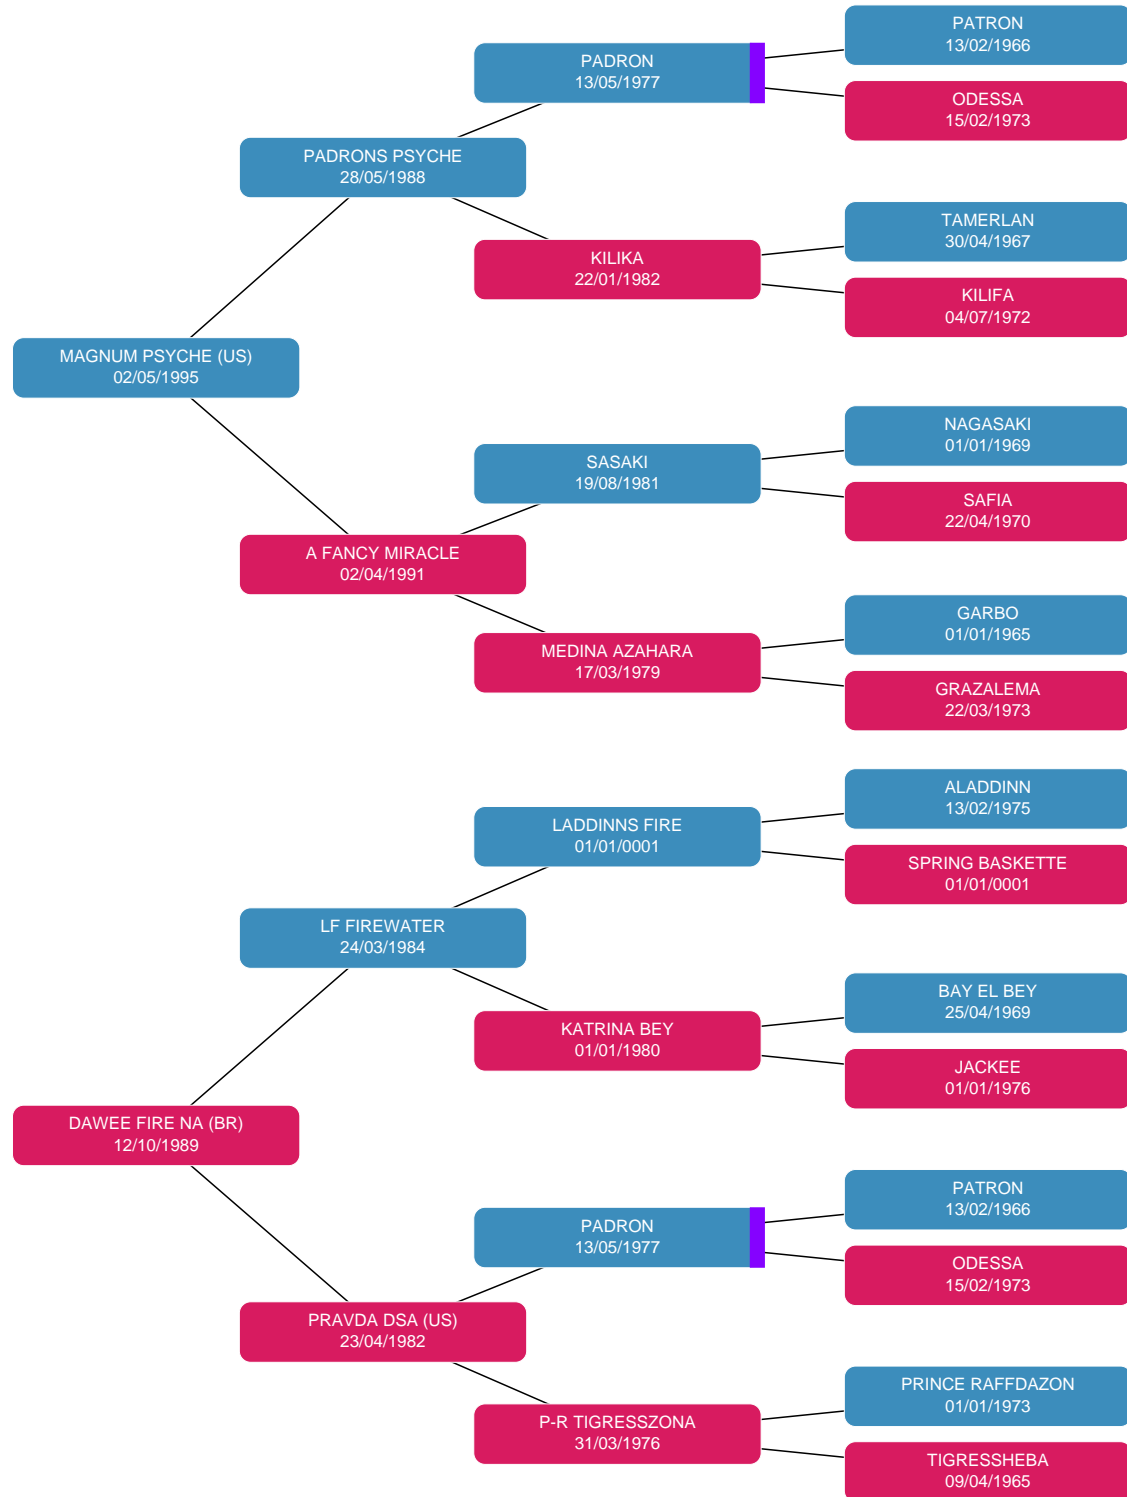 PATRON
13/02/1966
PADRON
13/05/1977
ODESSA
15/02/1973
PADRONS PSYCHE
28/05/1988
TAMERLAN
30/04/1967
KILIKA
22/01/1982
KILIFA
04/07/1972
MAGNUM PSYCHE (US)
02/05/1995
NAGASAKI
01/01/1969
SASAKI
19/08/1981
SAFIA
22/04/1970
A FANCY MIRACLE
02/04/1991
GARBO
01/01/1965
MEDINA AZAHARA
17/03/1979
GRAZALEMA
22/03/1973
ALADDINN
13/02/1975
LADDINNS FIRE
01/01/0001
SPRING BASKETTE
01/01/0001
LF FIREWATER
24/03/1984
BAY EL BEY
25/04/1969
KATRINA BEY
01/01/1980
JACKEE
01/01/1976
DAWEE FIRE NA (BR)
12/10/1989
PATRON
13/02/1966
PADRON
13/05/1977
ODESSA
15/02/1973
PRAVDA DSA (US)
23/04/1982
PRINCE RAFFDAZON
01/01/1973
P-R TIGRESSZONA
31/03/1976
TIGRESSHEBA
09/04/1965